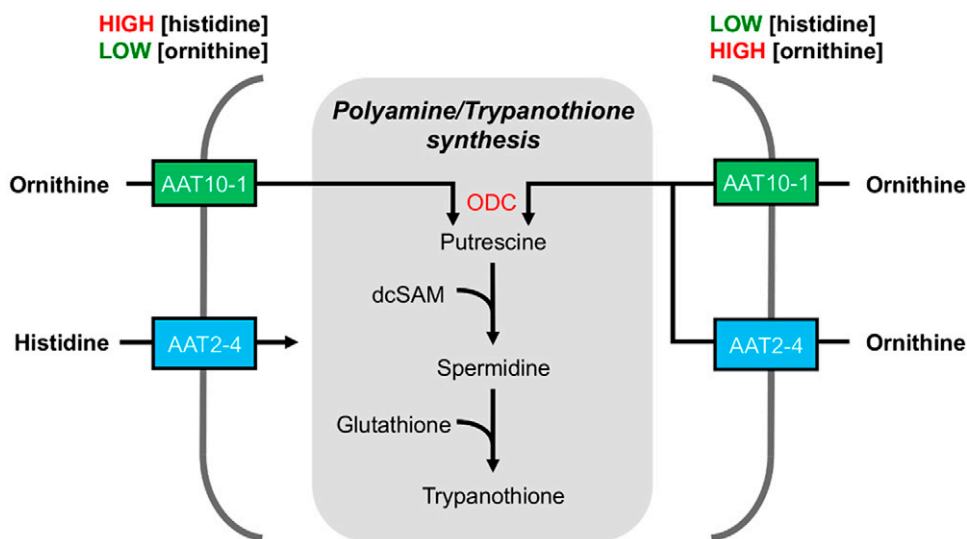 HIGH [histidine]
LOW [ornithine]
LOW [histidine]
HIGH [ornithine]
Polyamine/Trypanothione
synthesis
Ornithine
AAT10-1
ODC
AAT10-1
Ornithine
Putrescine
dcSAM
Histidine
AAT2-4
AAT2-4
Ornithine
Spermidine
Glutathione
Trypanothione